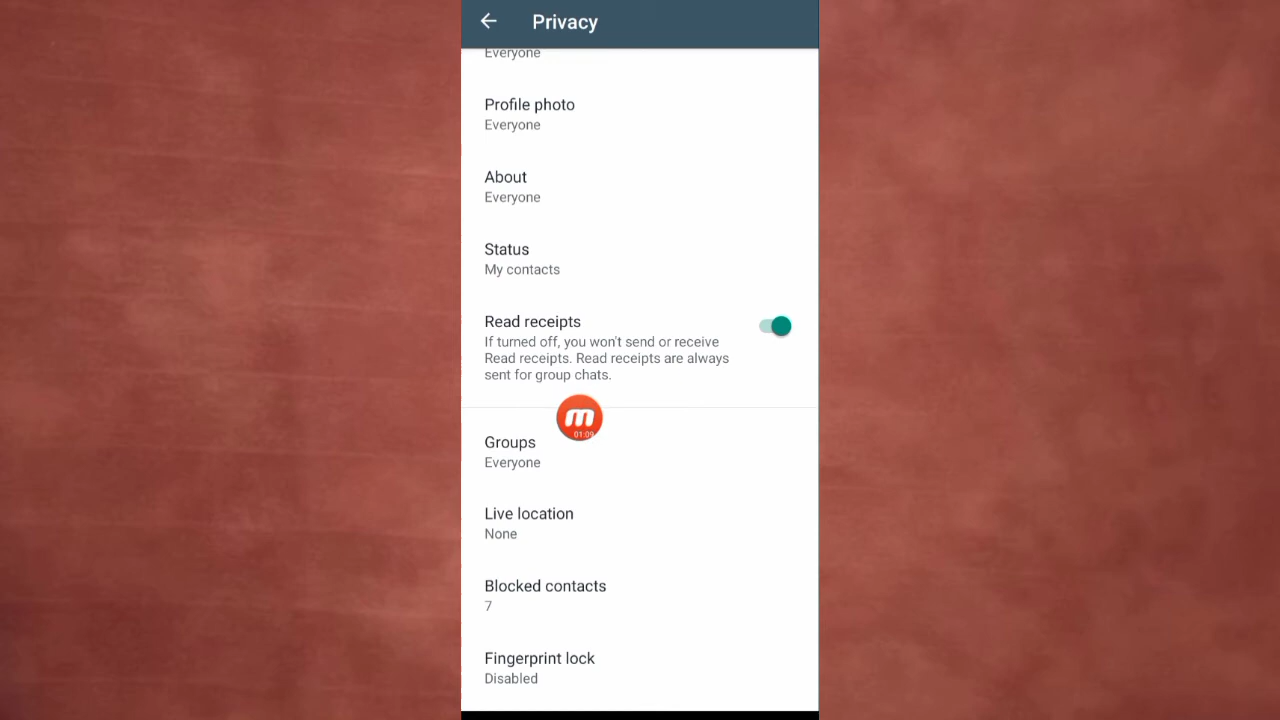 Privacy
Everyone
Profile photo
Everyone
About
Everyone
Status
My contacts
Read receipts
If turned off, you won't send or receive
Read receipts. Read receipts are always
sent for group chats.
m
01:09
Groups
Everyone
Live location
None
Blocked contacts
7
Fingerprint lock
Disabled